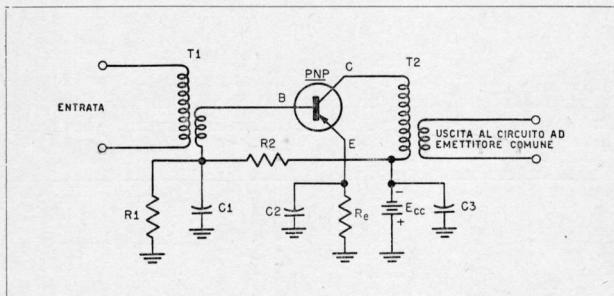 T1
PNP
C
T2
B
ENTRATA
E
USCITA AL CIRCUITO AD
EMETTITORE COMUNE
R2
R1
C1
C2
Re
−
Ecc
+
C3